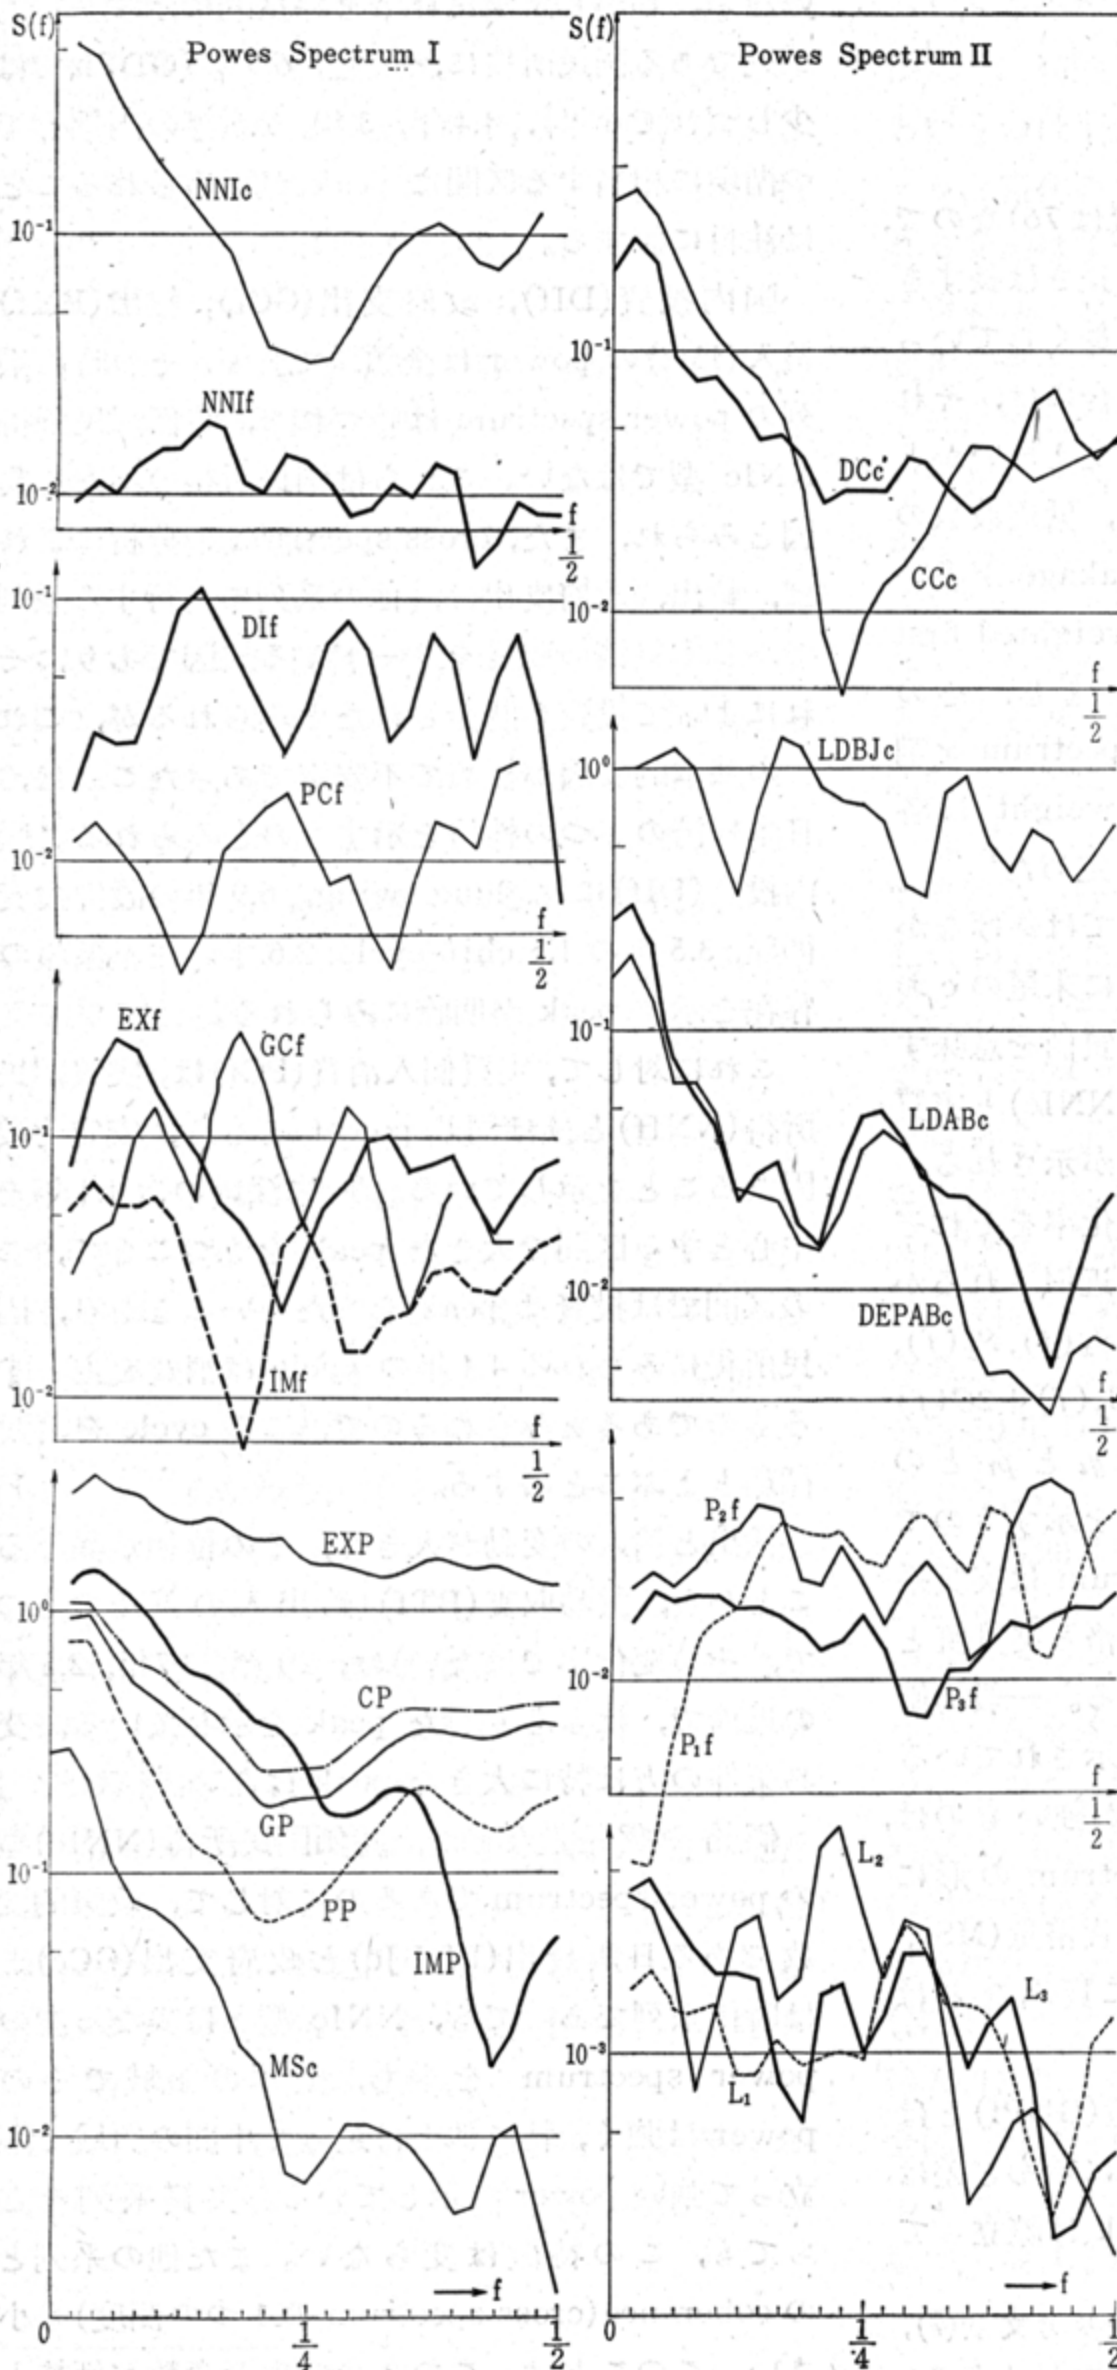 S(f)
Powes Spectrum I
NNIc
10⁻¹
NNIf
10⁻²
f
1/2
10⁻¹
DIf
PCf
10⁻²
f
1/2
EXf
GCf
10⁻¹
IMf
10⁻²
f
1/2
EXP
10⁰
CP
GP
10⁻¹
PP
IMP
MSc
10⁻²
f
0
1/4
1/2
S(f)
Powes Spectrum II
10⁻¹
DCc
CCc
10⁻²
f
1/2
LDBJc
10⁰
10⁻¹
LDABc
10⁻²
DEPABc
f
1/2
P₂f
10⁻²
P₃f
P₁f
f
1/2
L₂
L₃
10⁻³
L₁
f
0
1/4
1/2